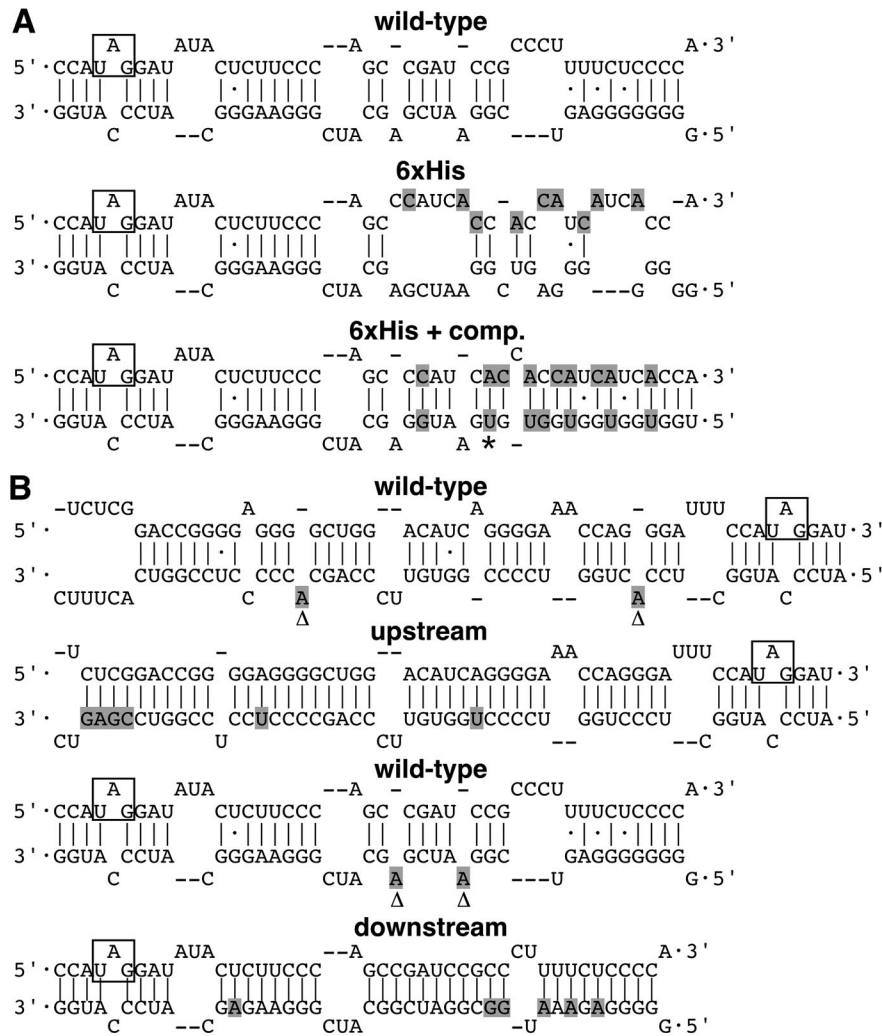 A
wild-type
A AUA --A - - CCCU A·3'
5'·CCAU GGAU CUCUUCCC GC CGAU CCG UUUCUCCCC
3'·GGUA CCUA GGGAAGGG CG GCUA GGC GAGGGGGGG
C --C CUA A A ---U G·5'
6xHis
A AUA --A CCAUCA - CA AUCA -A·3'
5'·CCAU GGAU CUCUUCCC GC CC AC UC CC
3'·GGUA CCUA GGGAAGGG CG GG UG GG GG
C --C CUA AGCUAA C AG ---G GG·5'
6xHis + comp.
A AUA --A - - C
5'·CCAU GGAU CUCUUCCC GC CCAU CAC ACCAUCAUCACCA·3'
3'·GGUA CCUA GGGAAGGG CG GGUA GUG UGGUGGUGGUGGU·5'
C --C CUA A A * -
B
wild-type
-UCUCG A - -- A AA - UUU A
5'· GACCGGGG GGG GCUGG ACAUC GGGGA CCAG GGA CCAU GGAU·3'
3'· CUGGCCUC CCC CGACC UGUGG CCCCU GGUC CCU GGUA CCUA·5'
CUUUCA C A CU - -- A --C C
Δ Δ
upstream
-U - -- AA UUU A
5'· CUCGGACCGG GGAGGGGCUGG ACAUCAGGGGA CCAGGGA CCAU GGAU·3'
3'· GAGCCUGGCC CCUCCCCGACC UGUGGUCCCCU GGUCCCU GGUA CCUA·5'
CU U CU -- --C C
wild-type
A AUA --A - - CCCU A·3'
5'·CCAU GGAU CUCUUCCC GC CGAU CCG UUUCUCCCC
3'·GGUA CCUA GGGAAGGG CG GCUA GGC GAGGGGGGG
C --C CUA A A ---U G·5'
Δ Δ
downstream
A AUA --A CU A·3'
5'·CCAU GGAU CUCUUCCC GCCGAUCCGCC UUUCUCCCC
3'·GGUA CCUA GAGAAGGG CGGCUAGGCGG AAAGAGGGG
C --C CUA -U G·5'